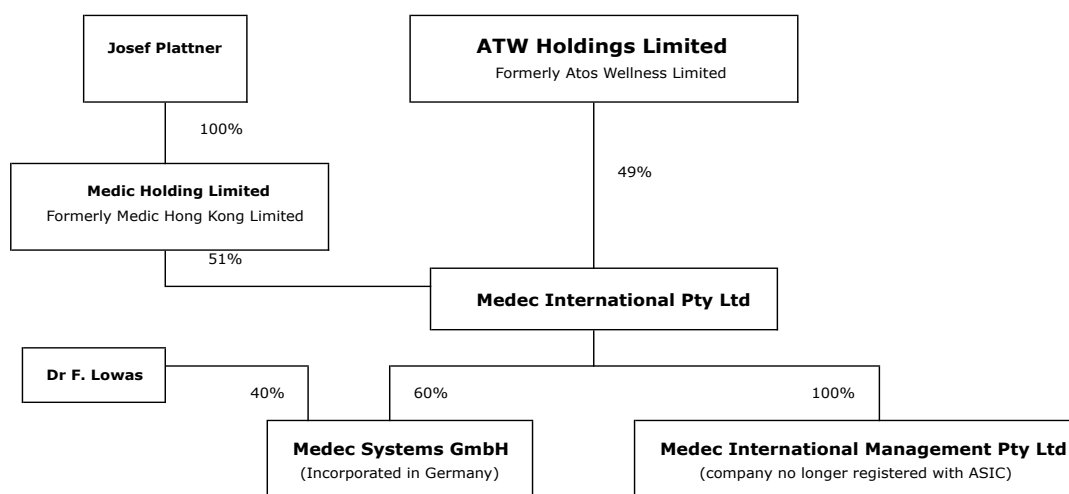 Josef Plattner
ATW Holdings Limited
Formerly Atos Wellness Limited
100%
49%
Medic Holding Limited
Formerly Medic Hong Kong Limited
51%
Medec International Pty Ltd
Dr F. Lowas
40%
60%
100%
Medec Systems GmbH
(Incorporated in Germany)
Medec International Management Pty Ltd
(company no longer registered with ASIC)